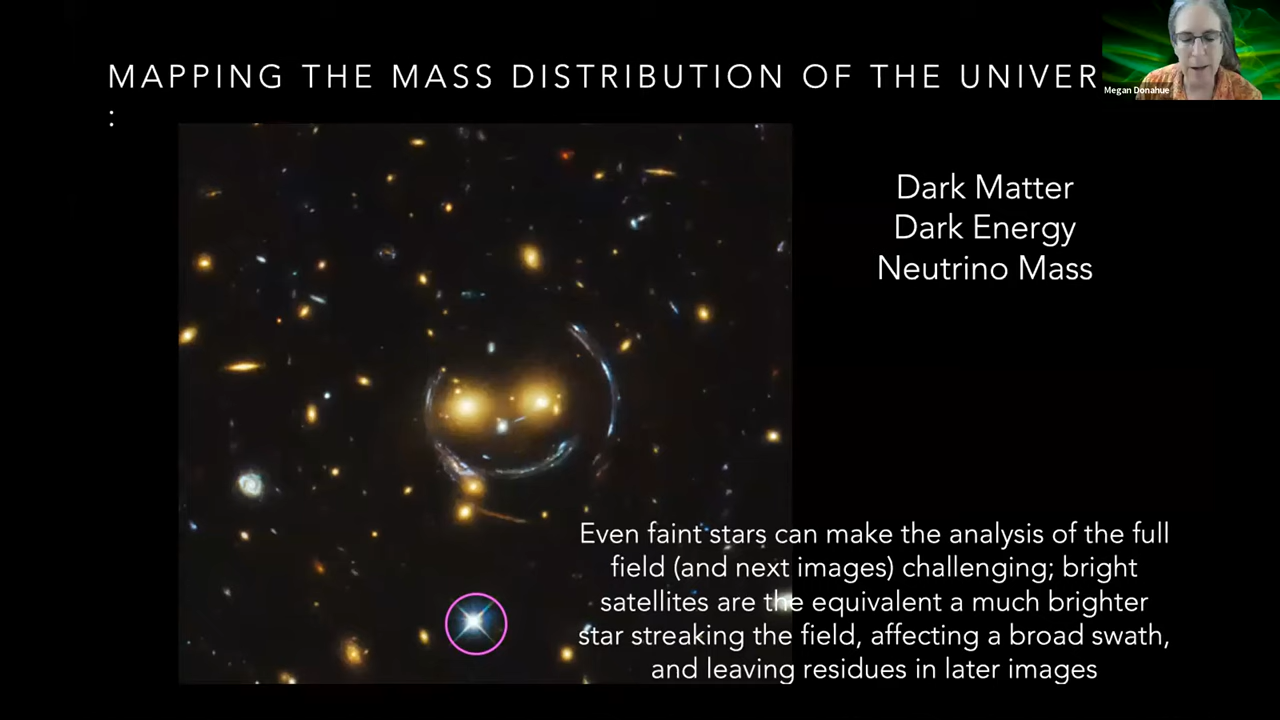 MAPPING THE MASS DISTRIBUTION OF THE UNIVER
:
Megan Donahue
Dark Matter
Dark Energy
Neutrino Mass
Even faint stars can make the analysis of the full
field (and next images) challenging; bright
satellites are the equivalent a much brighter
star streaking the field, affecting a broad swath,
and leaving residues in later images